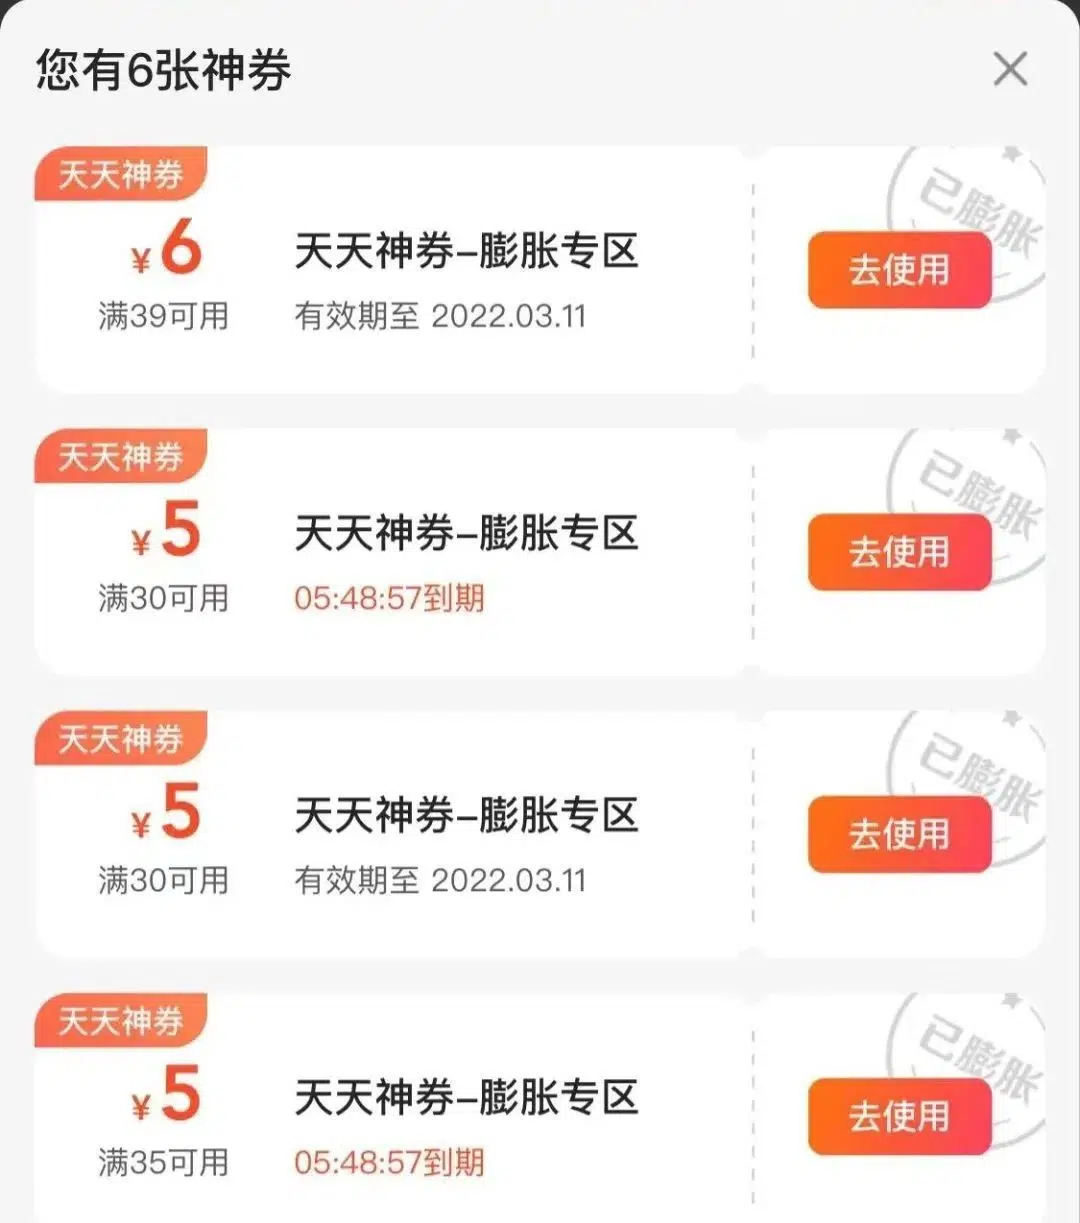 您有6张神券
天天神券
¥6
满39可用
天天神券-膨胀专区
有效期至 2022.03.11
已膨胀
去使用
天天神券
¥5
满30可用
天天神券-膨胀专区
05:48:57到期
已膨胀
去使用
天天神券
¥5
满30可用
天天神券-膨胀专区
有效期至 2022.03.11
已膨胀
去使用
天天神券
¥5
满35可用
天天神券-膨胀专区
05:48:57到期
已膨胀
去使用